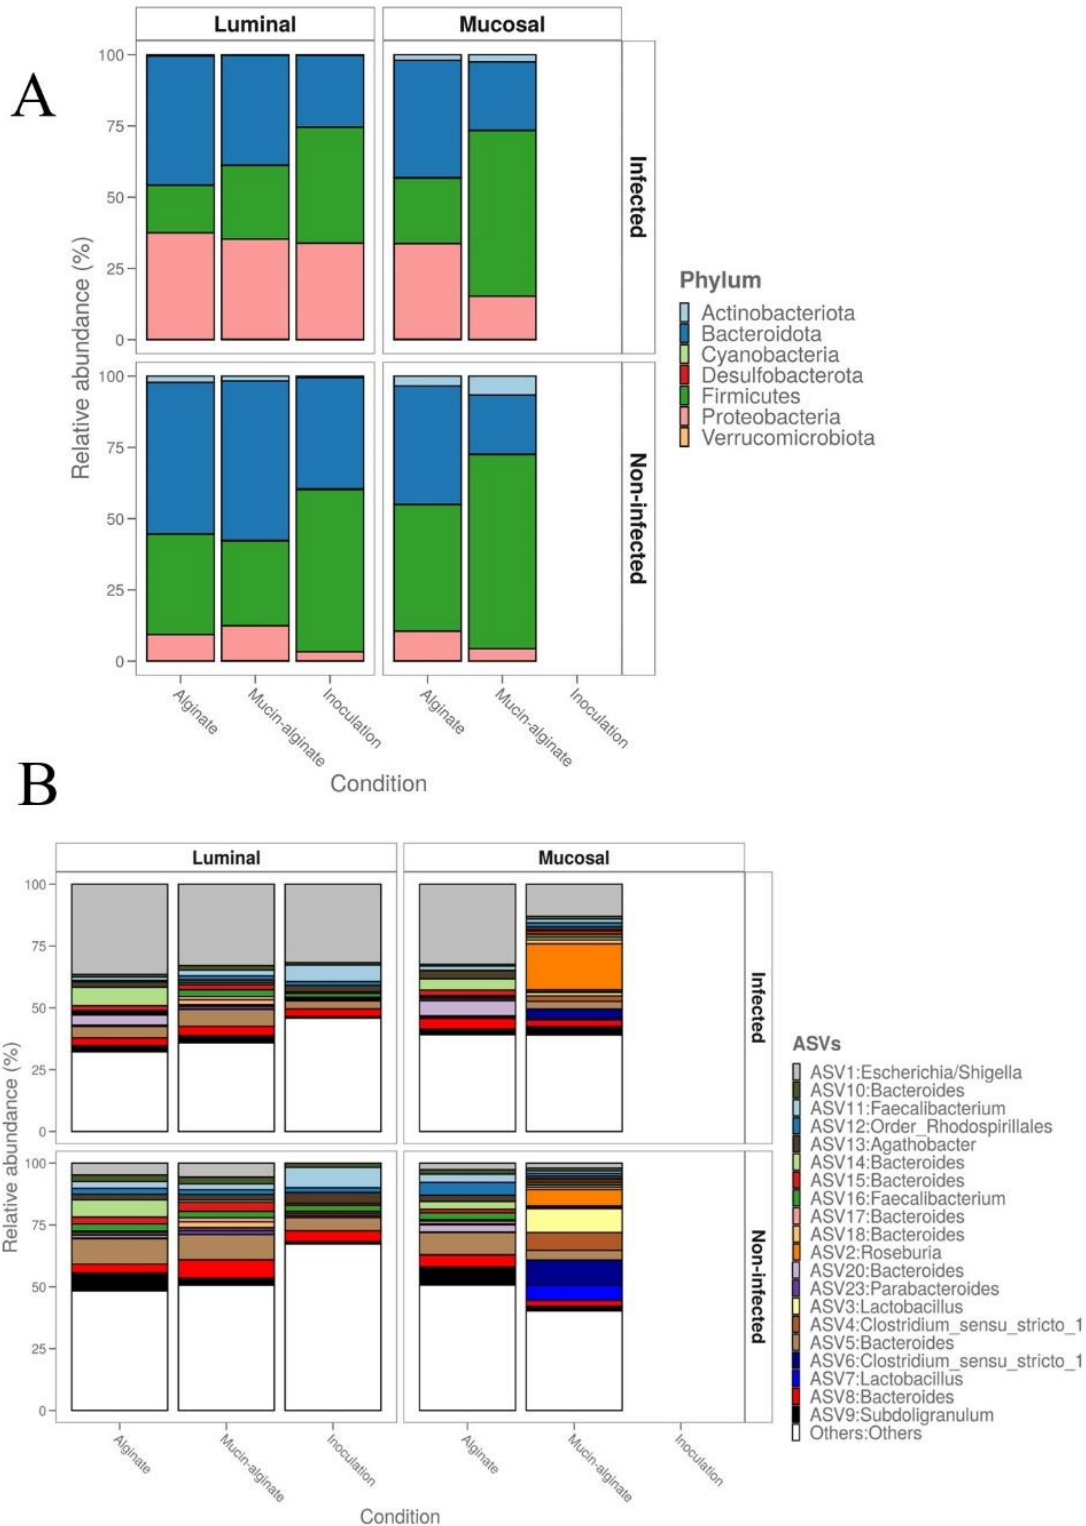 A
Luminal
Mucosal
100
75
50
25
0
Infected
100
75
50
25
0
Non-infected
Relative abundance (%)
Alginate
Mucin-alginate
Inoculation
Alginate
Mucin-alginate
Inoculation
Condition
Phylum
Actinobacteriota
Bacteroidota
Cyanobacteria
Desulfobacterota
Firmicutes
Proteobacteria
Verrucomicrobiota
B
Luminal
Mucosal
100
75
50
25
0
Infected
100
75
50
25
0
Non-infected
Relative abundance (%)
Alginate
Mucin-alginate
Inoculation
Alginate
Mucin-alginate
Inoculation
Condition
ASVs
ASV1:Escherichia/Shigella
ASV10:Bacteroides
ASV11:Faecalibacterium
ASV12:Order_Rhodospirillales
ASV13:Agathobacter
ASV14:Bacteroides
ASV15:Bacteroides
ASV16:Faecalibacterium
ASV17:Bacteroides
ASV18:Bacteroides
ASV2:Roseburia
ASV20:Bacteroides
ASV23:Parabacteroides
ASV3:Lactobacillus
ASV4:Clostridium_sensu_stricto_1
ASV5:Bacteroides
ASV6:Clostridium_sensu_stricto_1
ASV7:Lactobacillus
ASV8:Bacteroides
ASV9:Subdoligranulum
Others:Others